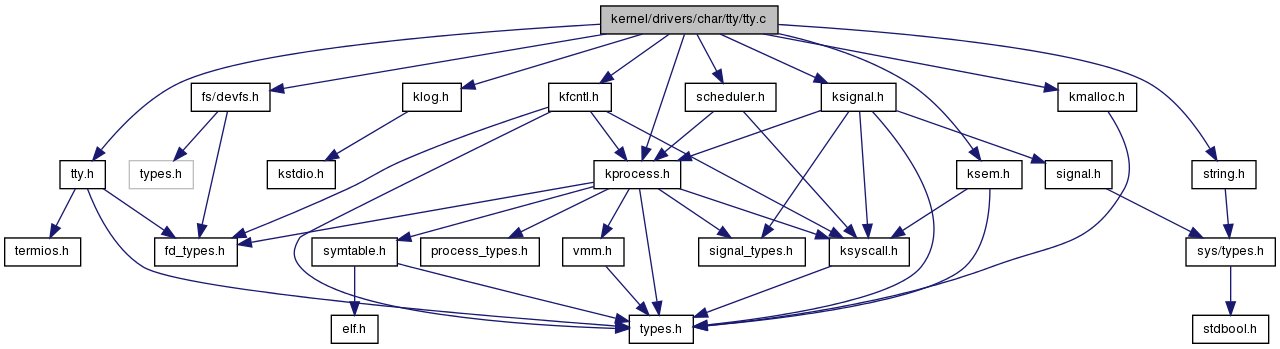 kernel/drivers/char/tty/tty.c
fs/devfs.h
klog.h
kfcntl.h
scheduler.h
ksignal.h
kmalloc.h
tty.h
types.h
kstdio.h
kprocess.h
ksem.h
signal.h
string.h
termios.h
fd_types.h
symtable.h
process_types.h
vmm.h
signal_types.h
ksyscall.h
sys/types.h
elf.h
types.h
stdbool.h